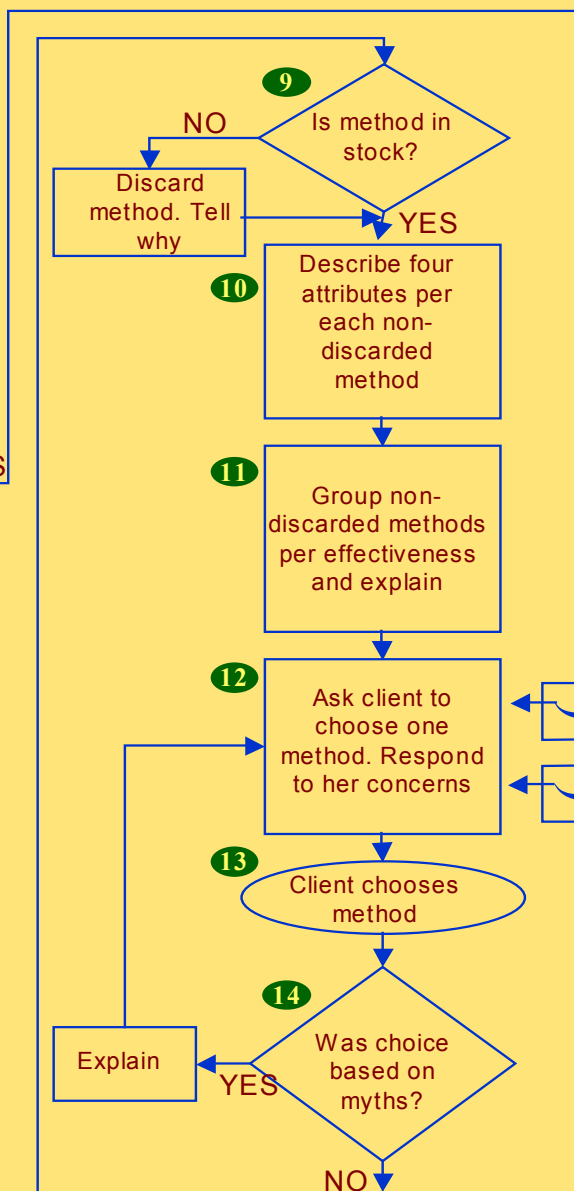 9
Is method in
stock?
NO
Discard
method. Tell
why
YES
10
Describe four
attributes per
each non-
discarded
method
11
Group non-
discarded methods
per effectiveness
and explain
12
Ask client to
choose one
method. Respond
to her concerns
13
Client chooses
method
14
Was choice
based on
myths?
YES
Explain
NO